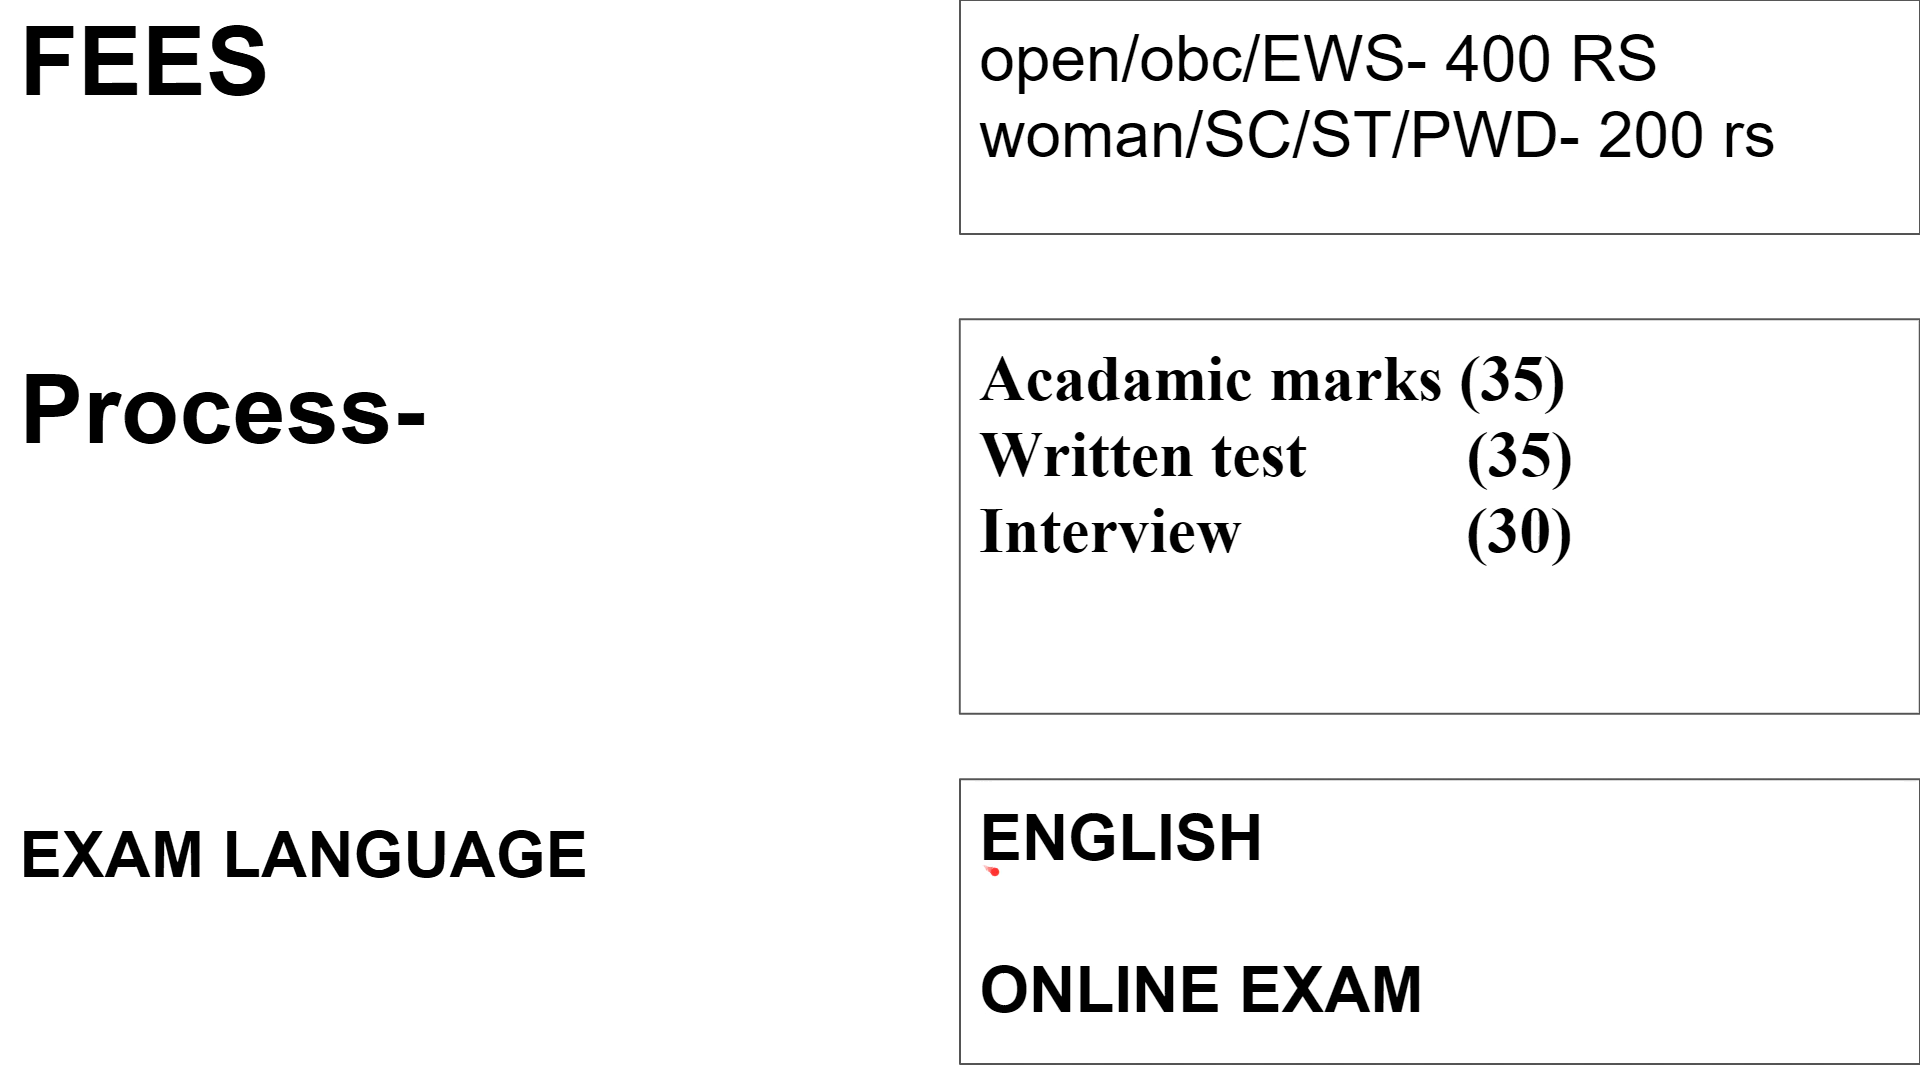 FEES
open/obc/EWS- 400 RS
woman/SC/ST/PWD- 200 rs
Process-
Acadamic marks (35)
Written test (35)
Interview (30)
EXAM LANGUAGE
ENGLISH
ONLINE EXAM